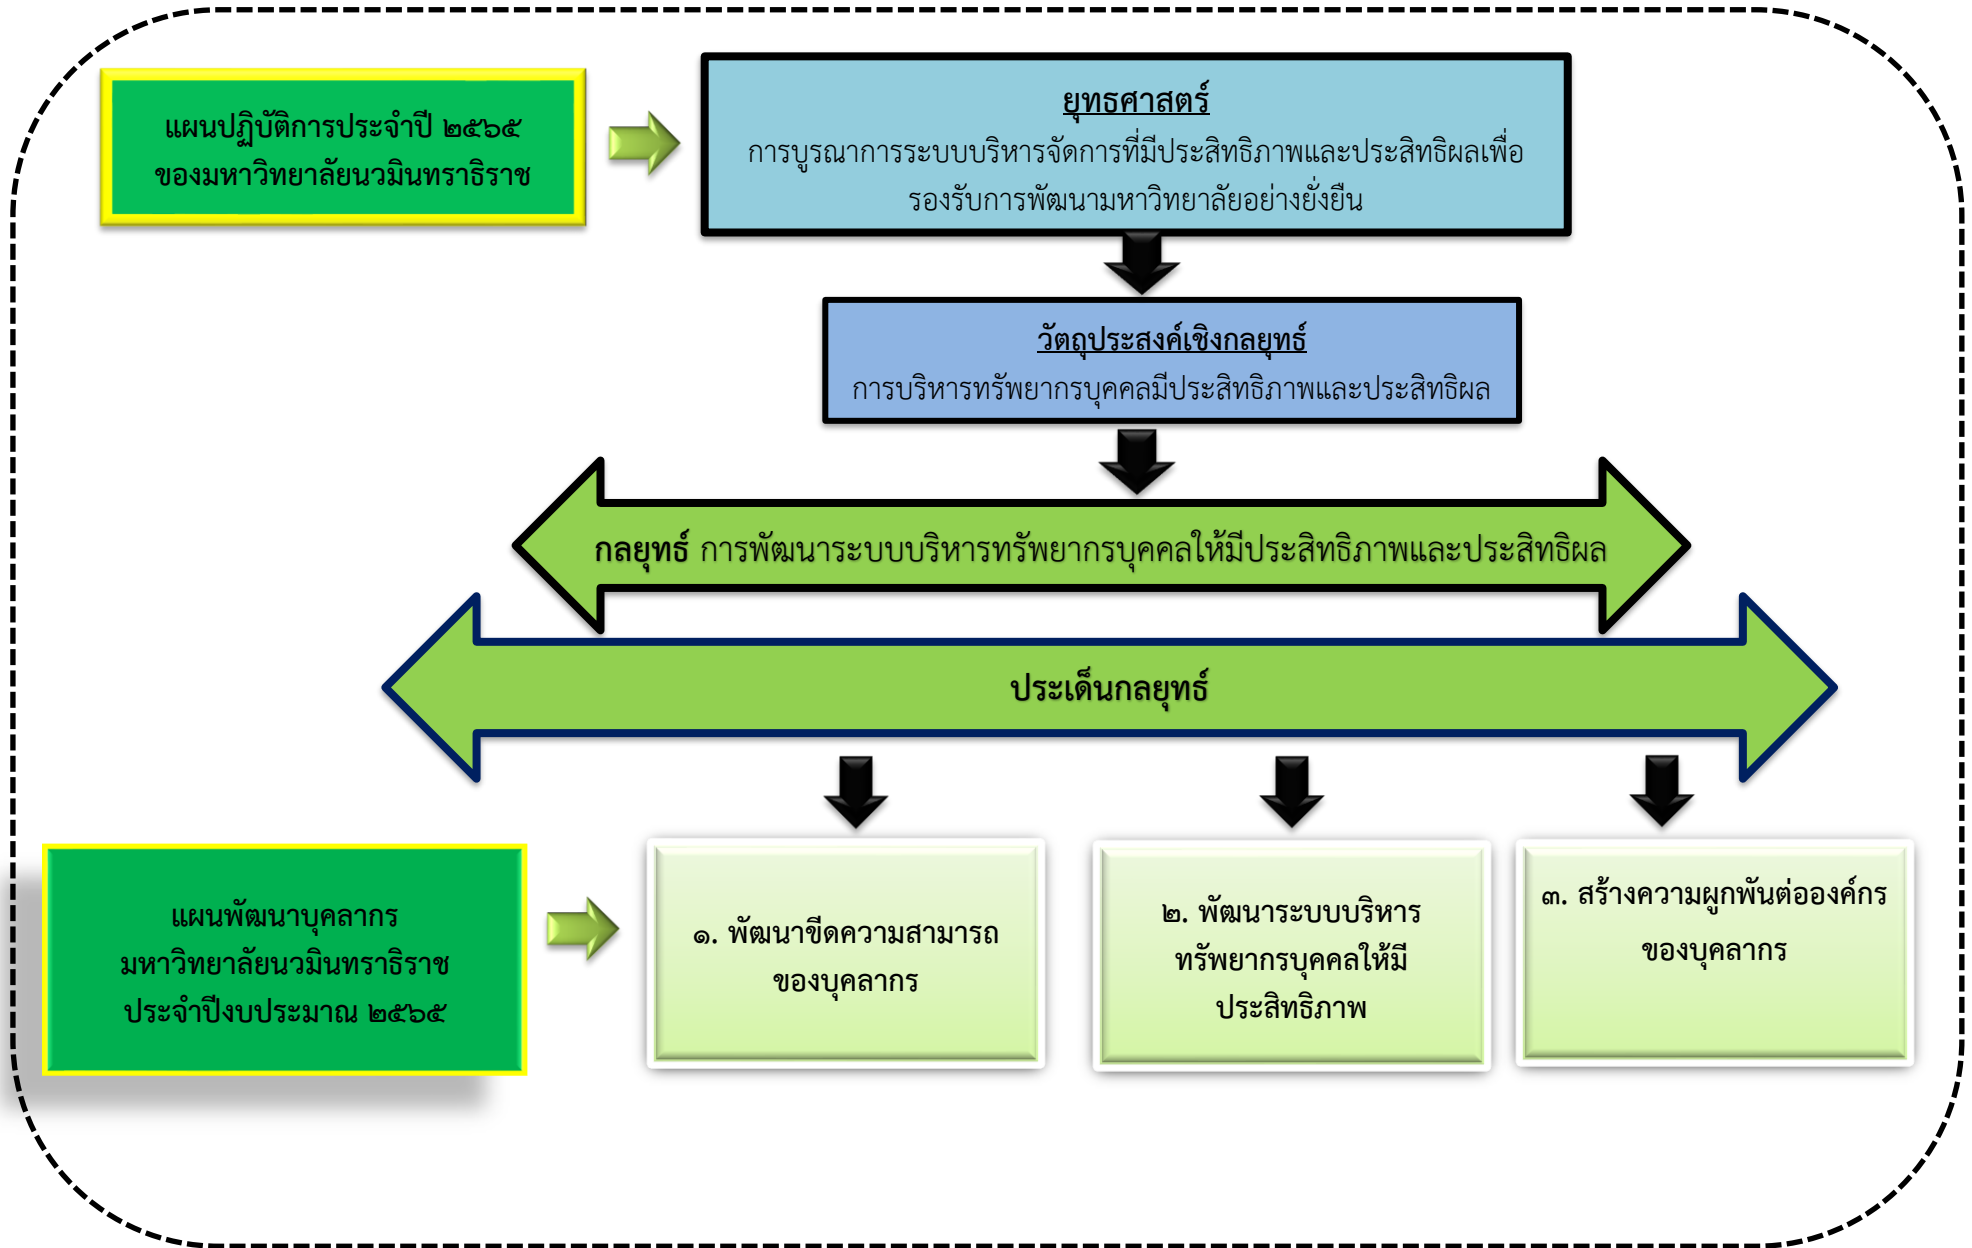 แผนปฏิบัติการประจำปี ๒๕๖๕
ของมหาวิทยาลัยนวมินทราธิราช
ยุทธศาสตร์
การบูรณาการระบบบริหารจัดการที่มีประสิทธิภาพและประสิทธิผลเพื่อ
รองรับการพัฒนามหาวิทยาลัยอย่างยั่งยืน
วัตถุประสงค์เชิงกลยุทธ์
การบริหารทรัพยากรบุคคลมีประสิทธิภาพและประสิทธิผล
กลยุทธ์ การพัฒนาระบบบริหารทรัพยากรบุคคลให้มีประสิทธิภาพและประสิทธิผล
ประเด็นกลยุทธ์
แผนพัฒนาบุคลากร
มหาวิทยาลัยนวมินทราธิราช
ประจำปีงบประมาณ ๒๕๖๕
๑. พัฒนาขีดความสามารถ
ของบุคลากร
๒. พัฒนาระบบบริหาร
ทรัพยากรบุคคลให้มี
ประสิทธิภาพ
๓. สร้างความผูกพันต่อองค์กร
ของบุคลากร